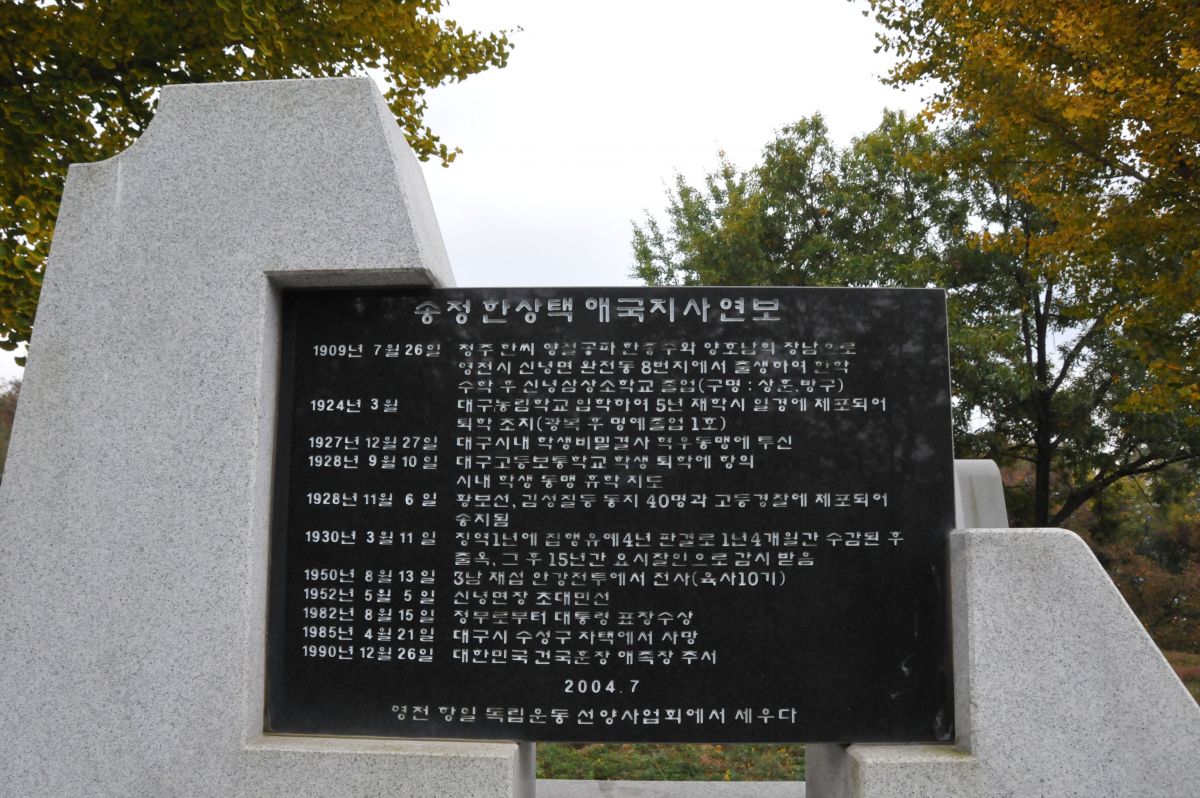 송정 한상택 애국지사연보
1909년 7월 26일 청주 한씨 양절공파 한중수와 양호남의 장남으로
영천시 신녕면 완전동 8번지에서 출생하여 한학
수학 후 신녕삼상소학교 졸업(구명 : 상훈, 방구)
1924년 3월 대구농림학교 입학하여 5년 재학시 일경에 체포되어
퇴학 조치(광복 후 명예졸업 1호)
1927년 12월 27일 대구시내 학생비밀결사 혁우동맹에 투신
1928년 9월 10일 대구고등보통학교 학생 퇴학에 항의
시내 학생 동맹 휴학 지도
1928년 11월 6일 황보선, 김성칠등 동지 40명과 고등경찰에 체포되어
송치됨
1930년 3월 11일 징역1년에 집행유예4년 판결로 1년4개월간 수감된 후
출옥, 그 후 15년간 요시찰인으로 감시 받음
1950년 8월 13일 3남 재섭 안강전투에서 전사(육사10기)
1952년 5월 5일 신녕면장 초대민선
1982년 8월 15일 정부로부터 대통령 표창수상
1985년 4월 21일 대구시 수성구 자택에서 사망
1990년 12월 26일 대한민국 건국훈장 애족장 추서
2004. 7
영천 항일 독립운동 선양사업회에서 세우다